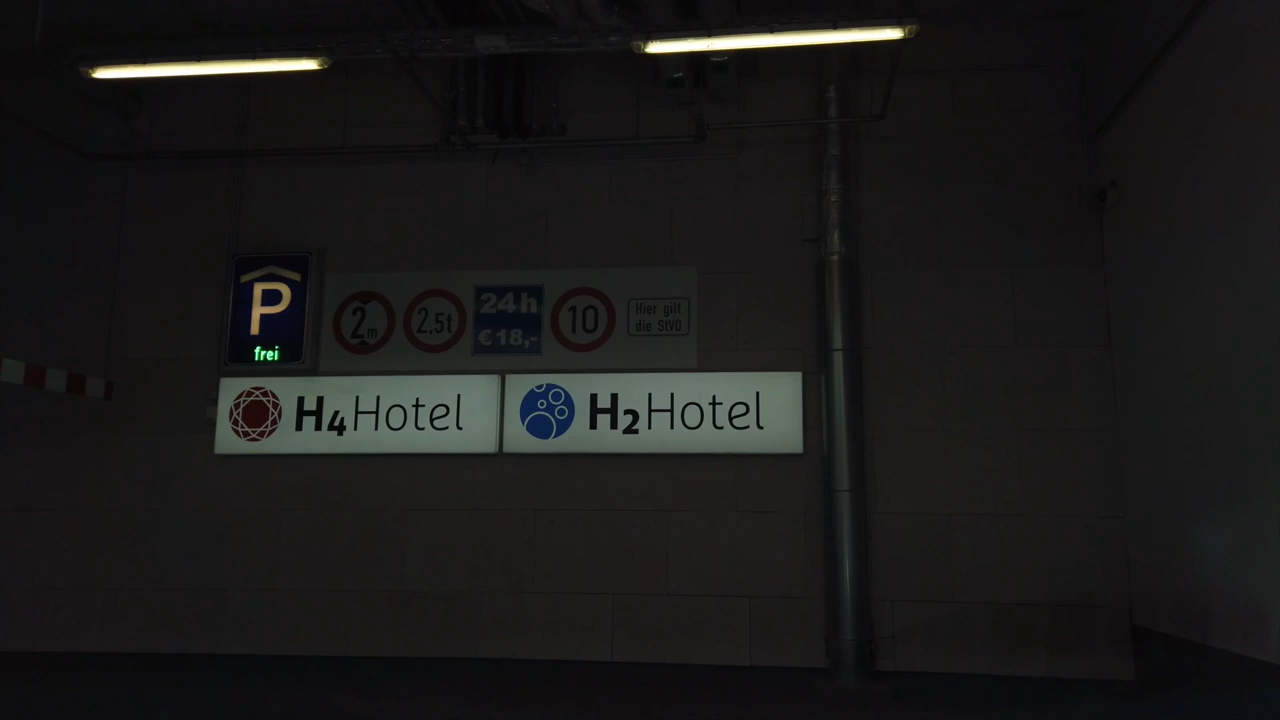 P
frei
2m
2,5t
24h
€18,-
10
Hier gilt
die StVO
H4Hotel
H2Hotel